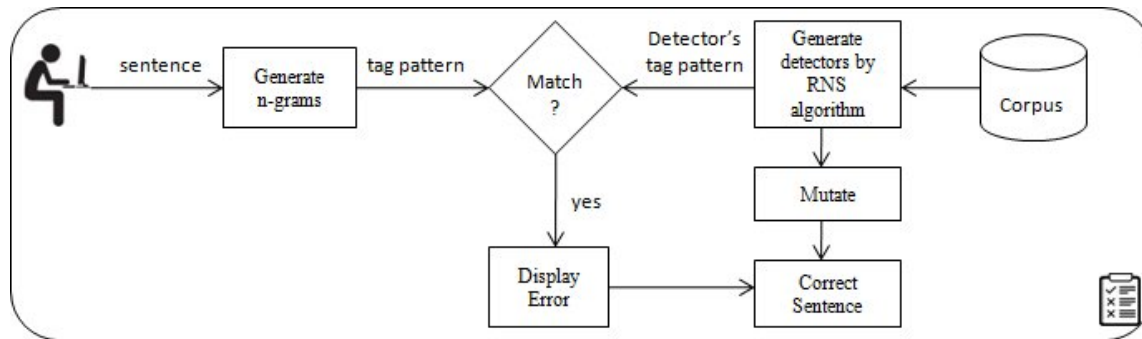 sentence
Generate
n-grams
tag pattern
Match
?
Detector's
tag pattern
Generate
detectors by
RNS
algorithm
Corpus
Mutate
yes
Display
Error
Correct
Sentence